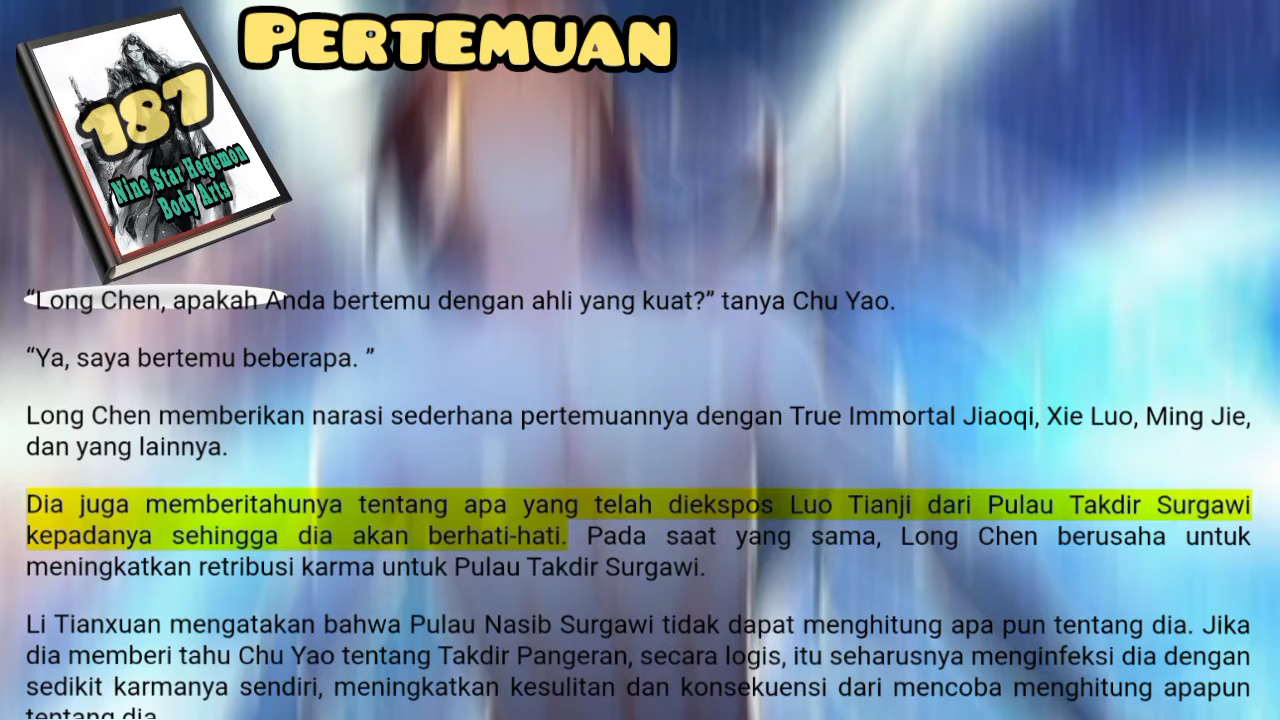 PERTEMUAN
187
Nine Star Hegemon
Body Arts
“Long Chen, apakah Anda bertemu dengan ahli yang kuat?” tanya Chu Yao.
“Ya, saya bertemu beberapa. ”
Long Chen memberikan narasi sederhana pertemuannya dengan True Immortal Jiaoqi, Xie Luo, Ming Jie,
dan yang lainnya.
Dia juga memberitahunya tentang apa yang telah diekspos Luo Tianji dari Pulau Takdir Surgawi
kepadanya sehingga dia akan berhati-hati. Pada saat yang sama, Long Chen berusaha untuk
meningkatkan retribusi karma untuk Pulau Takdir Surgawi.
Li Tianxuan mengatakan bahwa Pulau Nasib Surgawi tidak dapat menghitung apa pun tentang dia. Jika
dia memberi tahu Chu Yao tentang Takdir Pangeran, secara logis, itu seharusnya menginfeksi dia dengan
sedikit karmanya sendiri, meningkatkan kesulitan dan konsekuensi dari mencoba menghitung apapun
tentang dia.